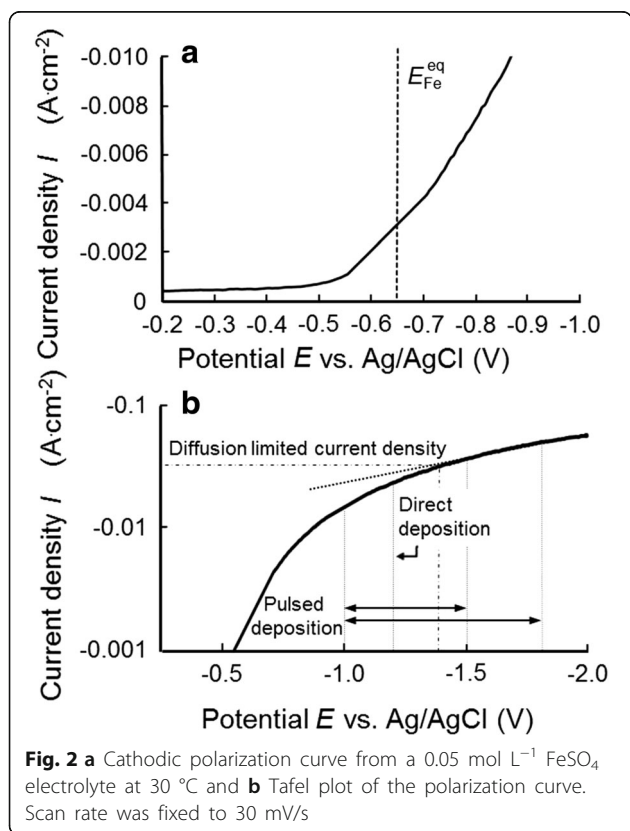 a
-0.010
-0.008
-0.006
-0.004
-0.002
0
Current density I (A·cm-2)
E Fe eq
-0.2 -0.3 -0.4 -0.5 -0.6 -0.7 -0.8 -0.9 -1.0
Potential E vs. Ag/AgCl (V)
b
-0.1
-0.01
-0.001
Current density I (A·cm-2)
Diffusion limited current density
Direct
deposition
Pulsed
deposition
-0.5 -1.0 -1.5 -2.0
Potential E vs. Ag/AgCl (V)
Fig. 2 a Cathodic polarization curve from a 0.05 mol L−1 FeSO4
electrolyte at 30 °C and b Tafel plot of the polarization curve.
Scan rate was fixed to 30 mV/s